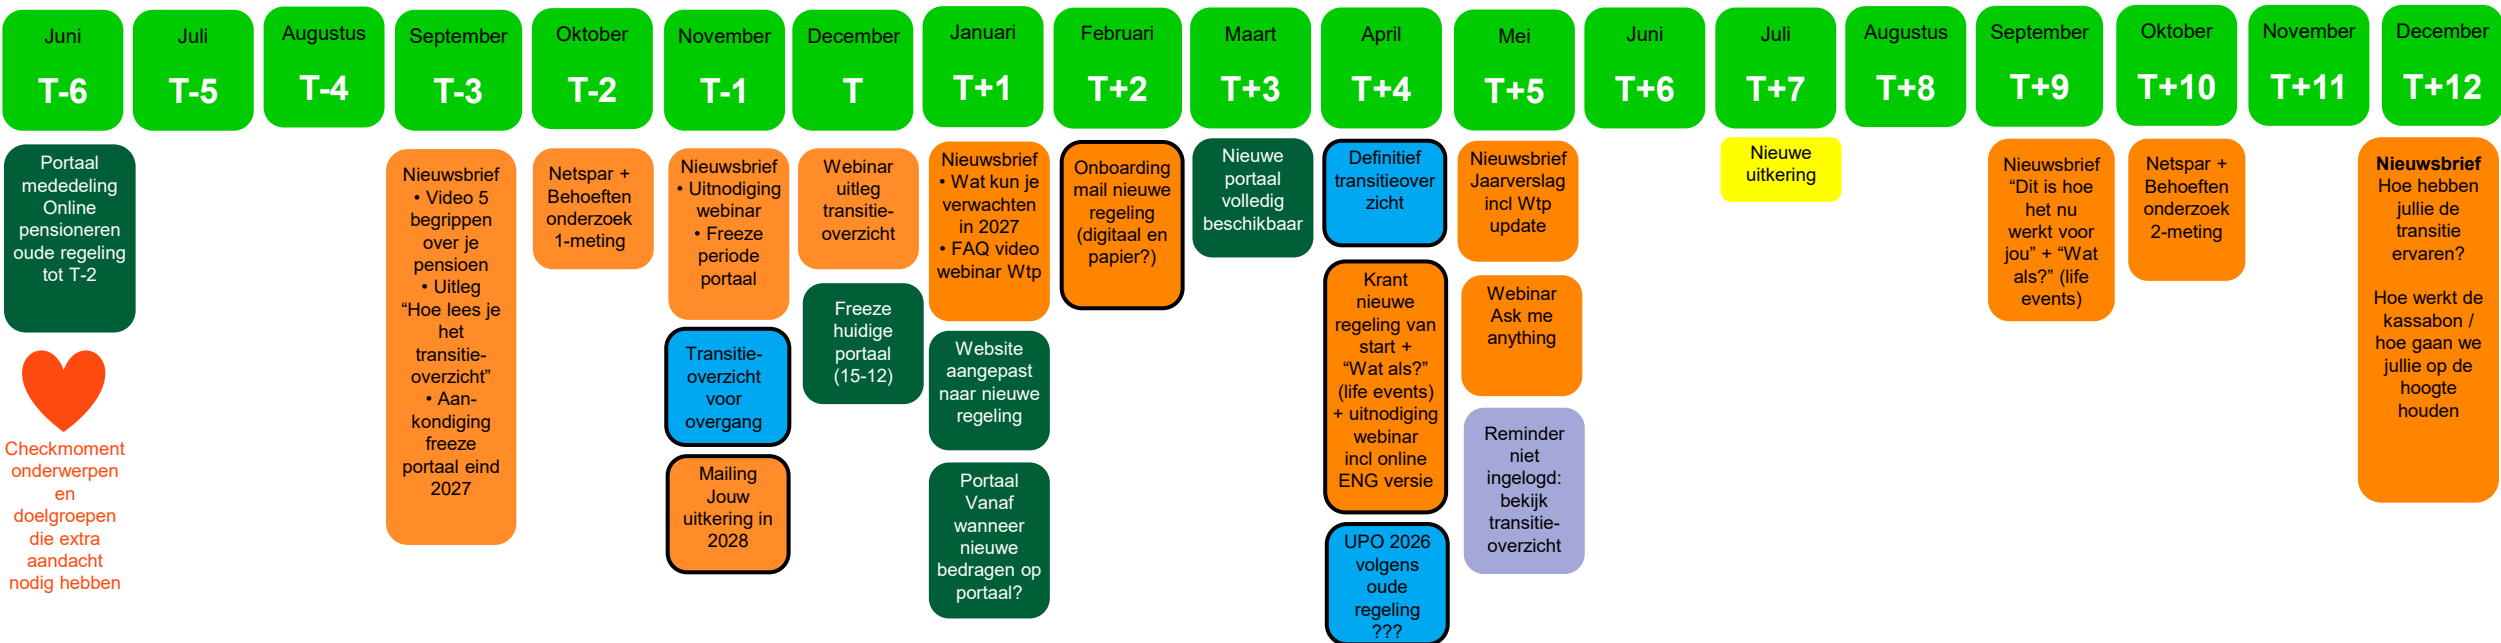 Juni
T-6
Juli
T-5
Augustus
T-4
September
T-3
Oktober
T-2
November
T-1
December
T
Januari
T+1
Februari
T+2
Maart
T+3
April
T+4
Mei
T+5
Juni
T+6
Juli
T+7
Augustus
T+8
September
T+9
Oktober
T+10
November
T+11
December
T+12
Portaal
mededeling
Online
pensioneren
oude regeling
tot T-2
Checkmoment
onderwerpen
en
doelgroepen
die extra
aandacht
nodig hebben
Nieuwsbrief
• Video 5
begrippen
over je
pensioen
• Uitleg
“Hoe lees je
het
transitie-
overzicht”
• Aan-
kondiging
freeze
portaal eind
2027
Netspar +
Behoeften
onderzoek
1-meting
Nieuwsbrief
• Uitnodiging
webinar
• Freeze
periode
portaal
Transitie-
overzicht
voor
overgang
Mailing
Jouw
uitkering in
2028
Webinar
uitleg
transitie-
overzicht
Freeze
huidige
portaal
(15-12)
Nieuwsbrief
• Wat kun je
verwachten
in 2027
• FAQ video
webinar Wtp
Website
aangepast
naar nieuwe
regeling
Portaal
Vanaf
wanneer
nieuwe
bedragen op
portaal?
Onboarding
mail nieuwe
regeling
(digitaal en
papier?)
Nieuwe
portaal
volledig
beschikbaar
Definitief
transitieover
zicht
Krant
nieuwe
regeling van
start +
“Wat als?”
(life events)
+ uitnodiging
webinar
incl online
ENG versie
UPO 2026
volgens
oude
regeling
???
Nieuwsbrief
Jaarverslag
incl Wtp
update
Webinar
Ask me
anything
Reminder
niet
ingelogd:
bekijk
transitie-
overzicht
Nieuwe
uitkering
Nieuwsbrief
“Dit is hoe
het nu
werkt voor
jou” + “Wat
als?” (life
events)
Netspar +
Behoeften
onderzoek
2-meting
Nieuwsbrief
Hoe hebben
jullie de
transitie
ervaren?
Hoe werkt de
kassabon /
hoe gaan we
jullie op de
hoogte
houden